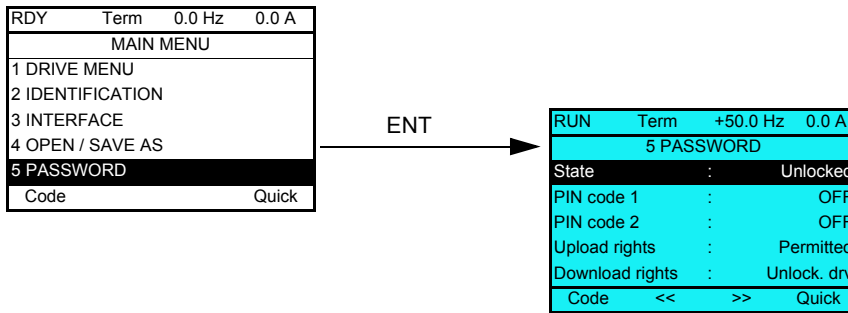 RDY Term 0.0 Hz 0.0 A
MAIN MENU
1 DRIVE MENU
2 IDENTIFICATION
3 INTERFACE
4 OPEN / SAVE AS
5 PASSWORD
Code Quick
ENT
RUN Term +50.0 Hz 0.0 A
5 PASSWORD
State : Unlocked
PIN code 1 : OFF
PIN code 2 : OFF
Upload rights : Permitted
Download rights : Unlock. drv
Code << >> Quick